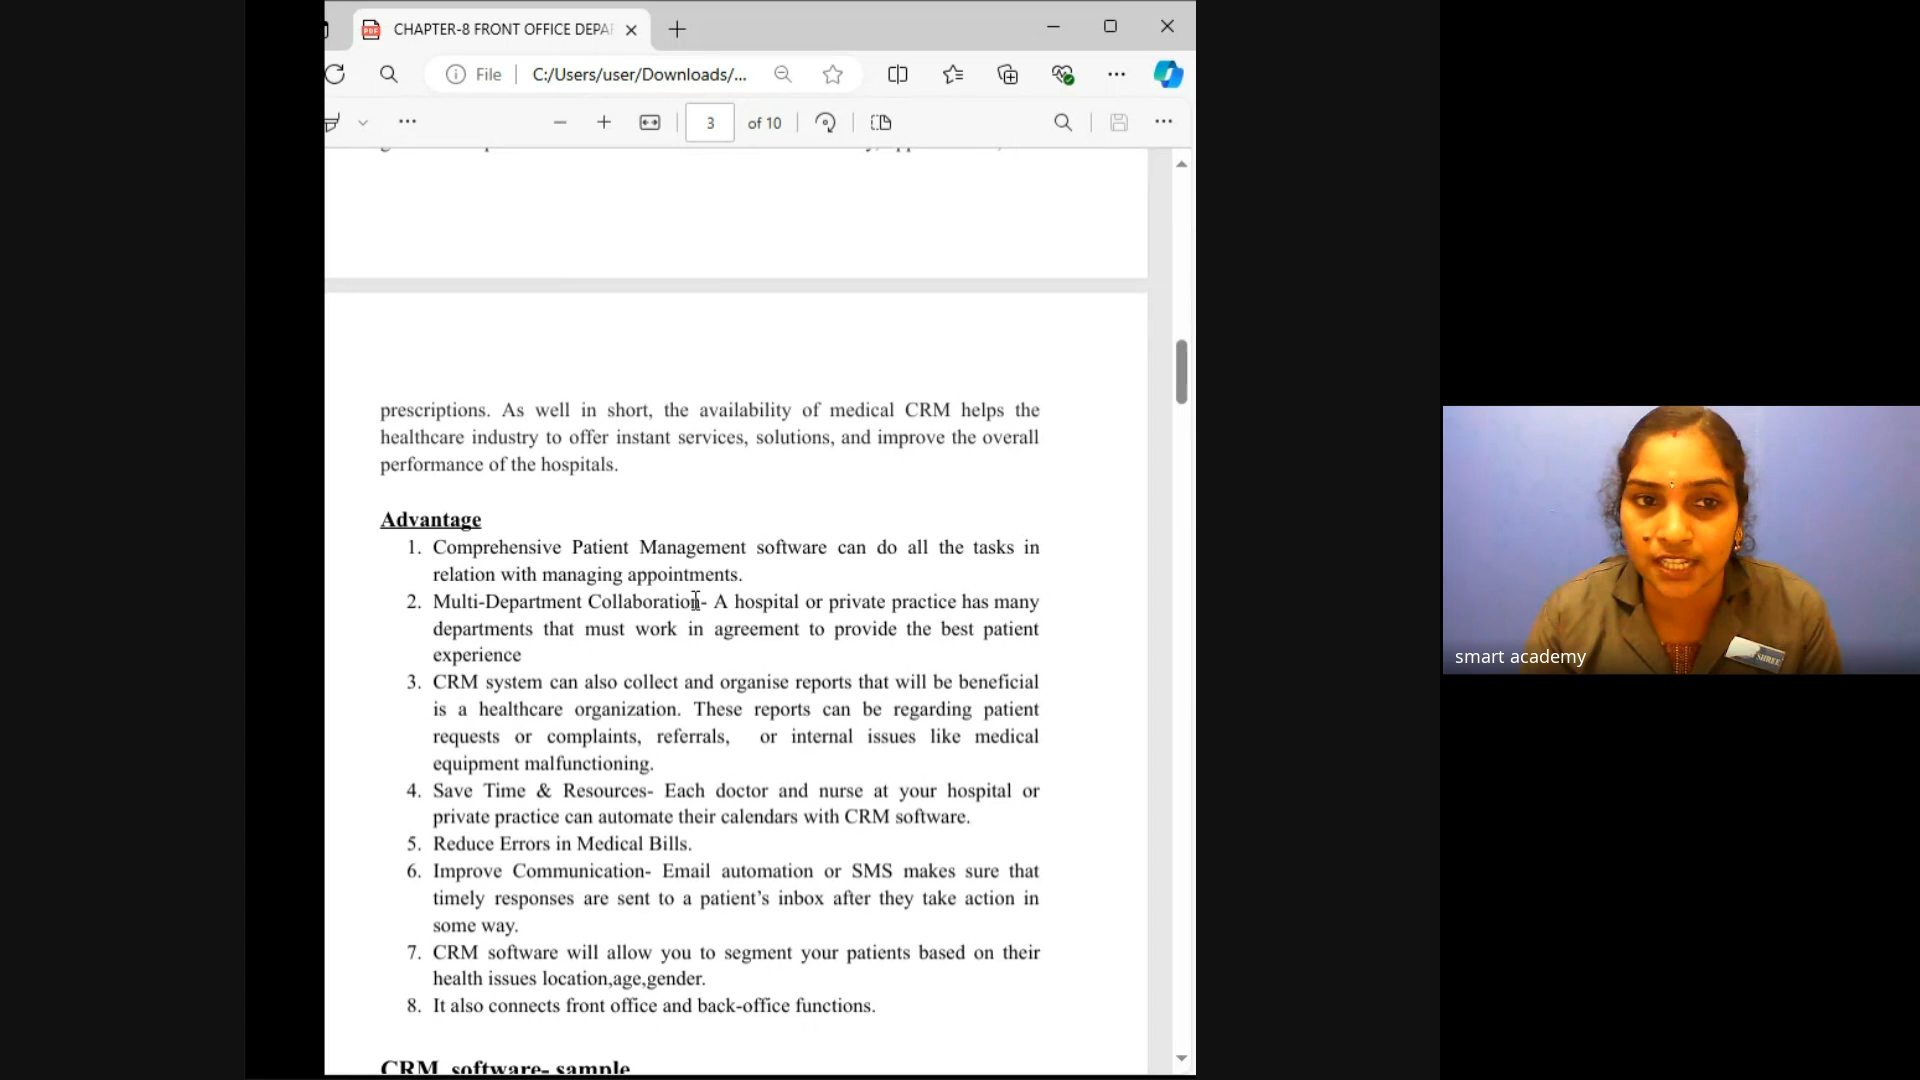 CHAPTER-8 FRONT OFFICE DEPA
File
C:/Users/user/Downloads/...
3 of 10
prescriptions. As well in short, the availability of medical CRM helps the
healthcare industry to offer instant services, solutions, and improve the overall
performance of the hospitals.
Advantage
1. Comprehensive Patient Management software can do all the tasks in
relation with managing appointments.
2. Multi-Department Collaboration- A hospital or private practice has many
departments that must work in agreement to provide the best patient
experience
3. CRM system can also collect and organise reports that will be beneficial
is a healthcare organization. These reports can be regarding patient
requests or complaints, referrals, or internal issues like medical
equipment malfunctioning.
4. Save Time & Resources- Each doctor and nurse at your hospital or
private practice can automate their calendars with CRM software.
5. Reduce Errors in Medical Bills.
6. Improve Communication- Email automation or SMS makes sure that
timely responses are sent to a patient’s inbox after they take action in
some way.
7. CRM software will allow you to segment your patients based on their
health issues location,age,gender.
8. It also connects front office and back-office functions.
CRM software- sample
smart academy